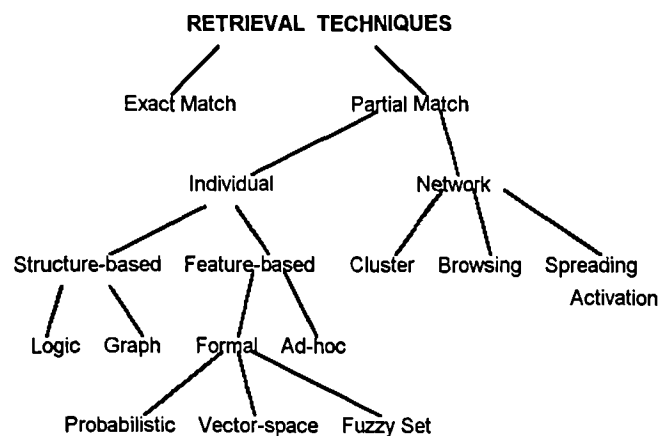 RETRIEVAL TECHNIQUES
Exact Match
Partial Match
Individual
Network
Structure-based
Feature-based
Cluster
Browsing
Spreading
Activation
Logic
Graph
Formal
Ad-hoc
Probabilistic
Vector-space
Fuzzy Set